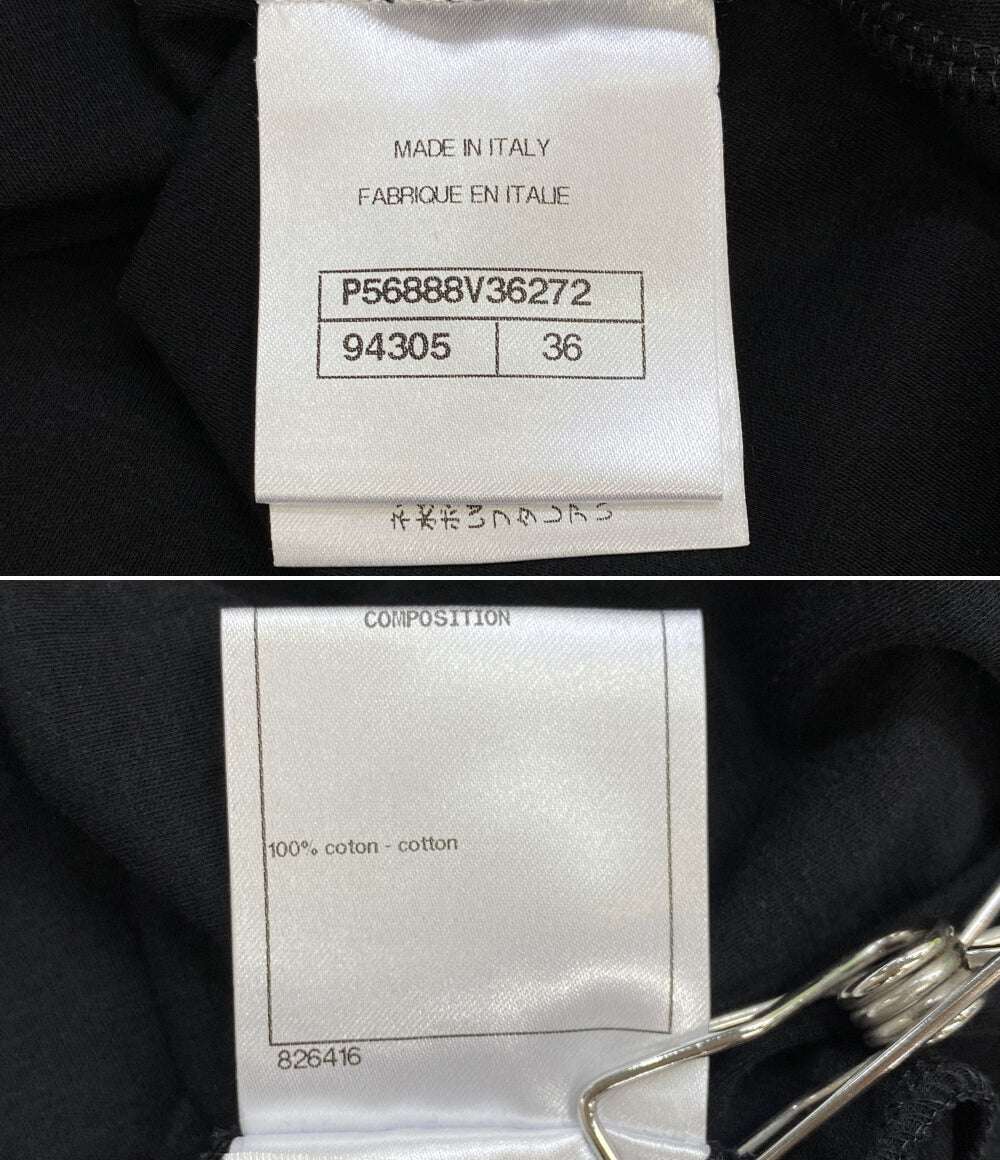 MADE IN ITALY
FABRIQUE EN ITALIE
P56888V36272
94305 36
COMPOSITION
100% coton - cotton
826416